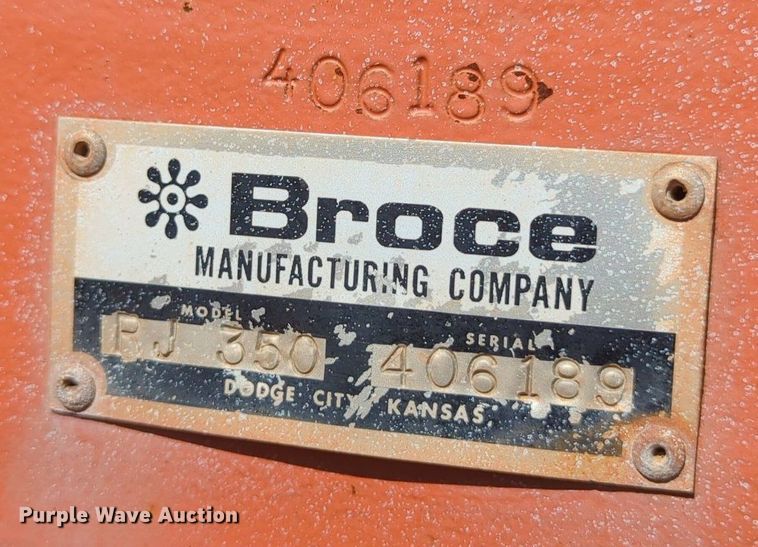 406189
Broce
MANUFACTURING COMPANY
MODEL SERIAL
RJ 350 406189
DODGE CITY KANSAS
Purple Wave Auction